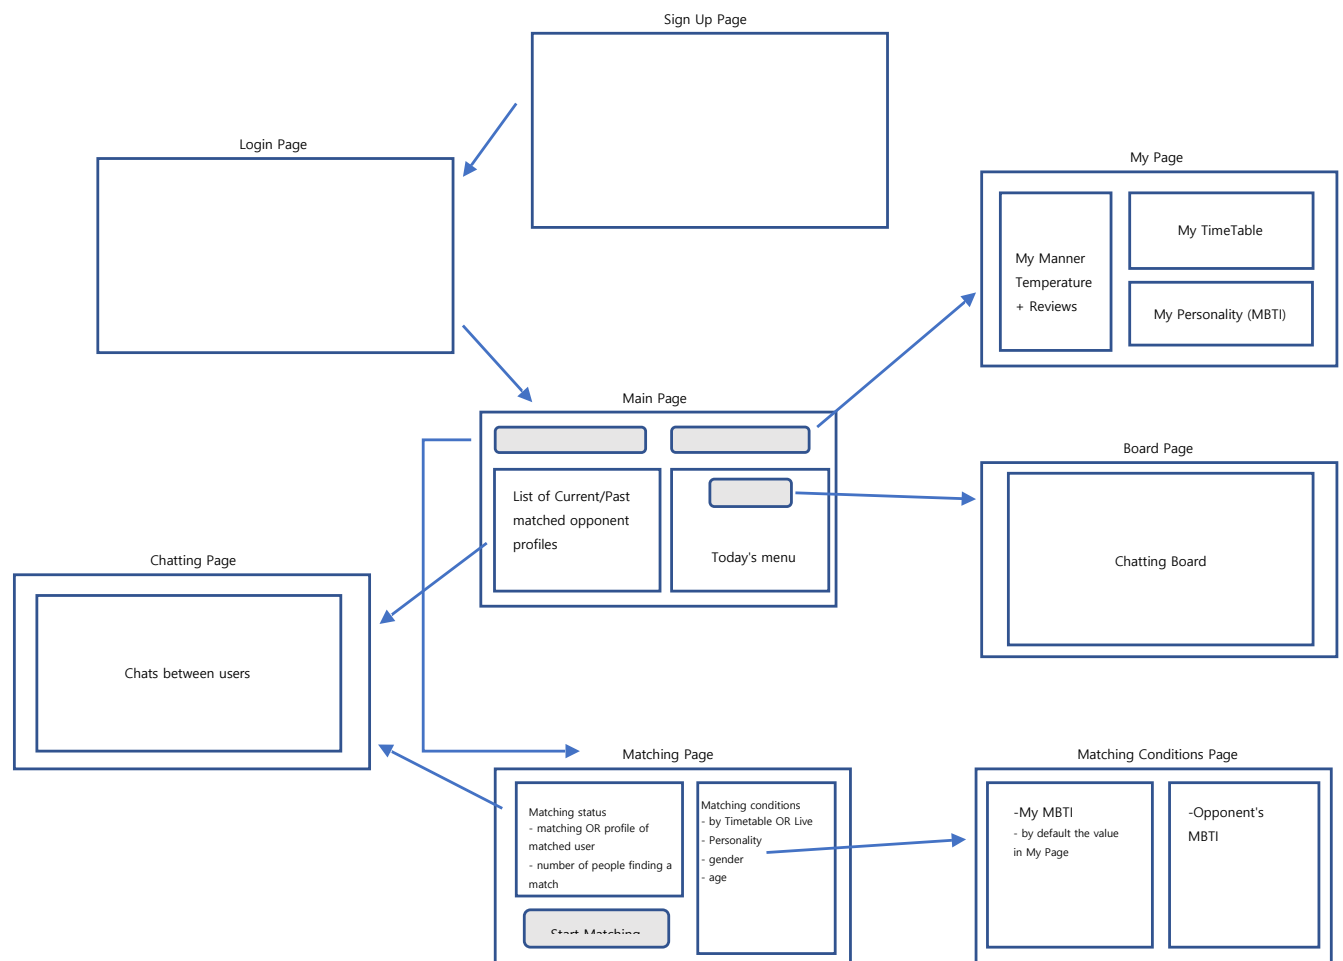 Sign Up Page
Login Page
My Page
My Manner
Temperature
+ Reviews
My TimeTable
My Personality (MBTI)
Main Page
List of Current/Past
matched opponent
profiles
Today's menu
Board Page
Chatting Board
Chatting Page
Chats between users
Matching Page
Matching status
- matching OR profile of
matched user
- number of people finding a
match
Start Matching
Matching conditions
- by Timetable OR Live
- Personality
- gender
- age
Matching Conditions Page
-My MBTI
- by default the value
in My Page
-Opponent's
MBTI